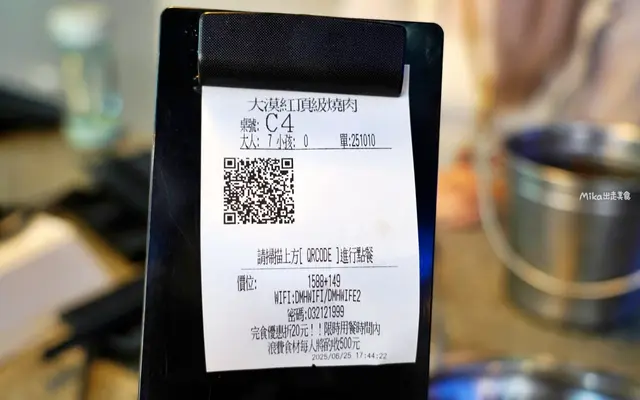 大漠紅頂級燒肉
桌號: C4
大人: 7 小孩: 0 單:251010
請掃描上方[ QRCODE ]進行點餐
價位: 1588+149
WIFI:DMHWIFI/DMHWIFE2
密碼:032121999
完食優惠折20元!!限時用餐時間內
浪費食材每人將酌收500元
2025/06/25 17:44:22
Mika出走美食